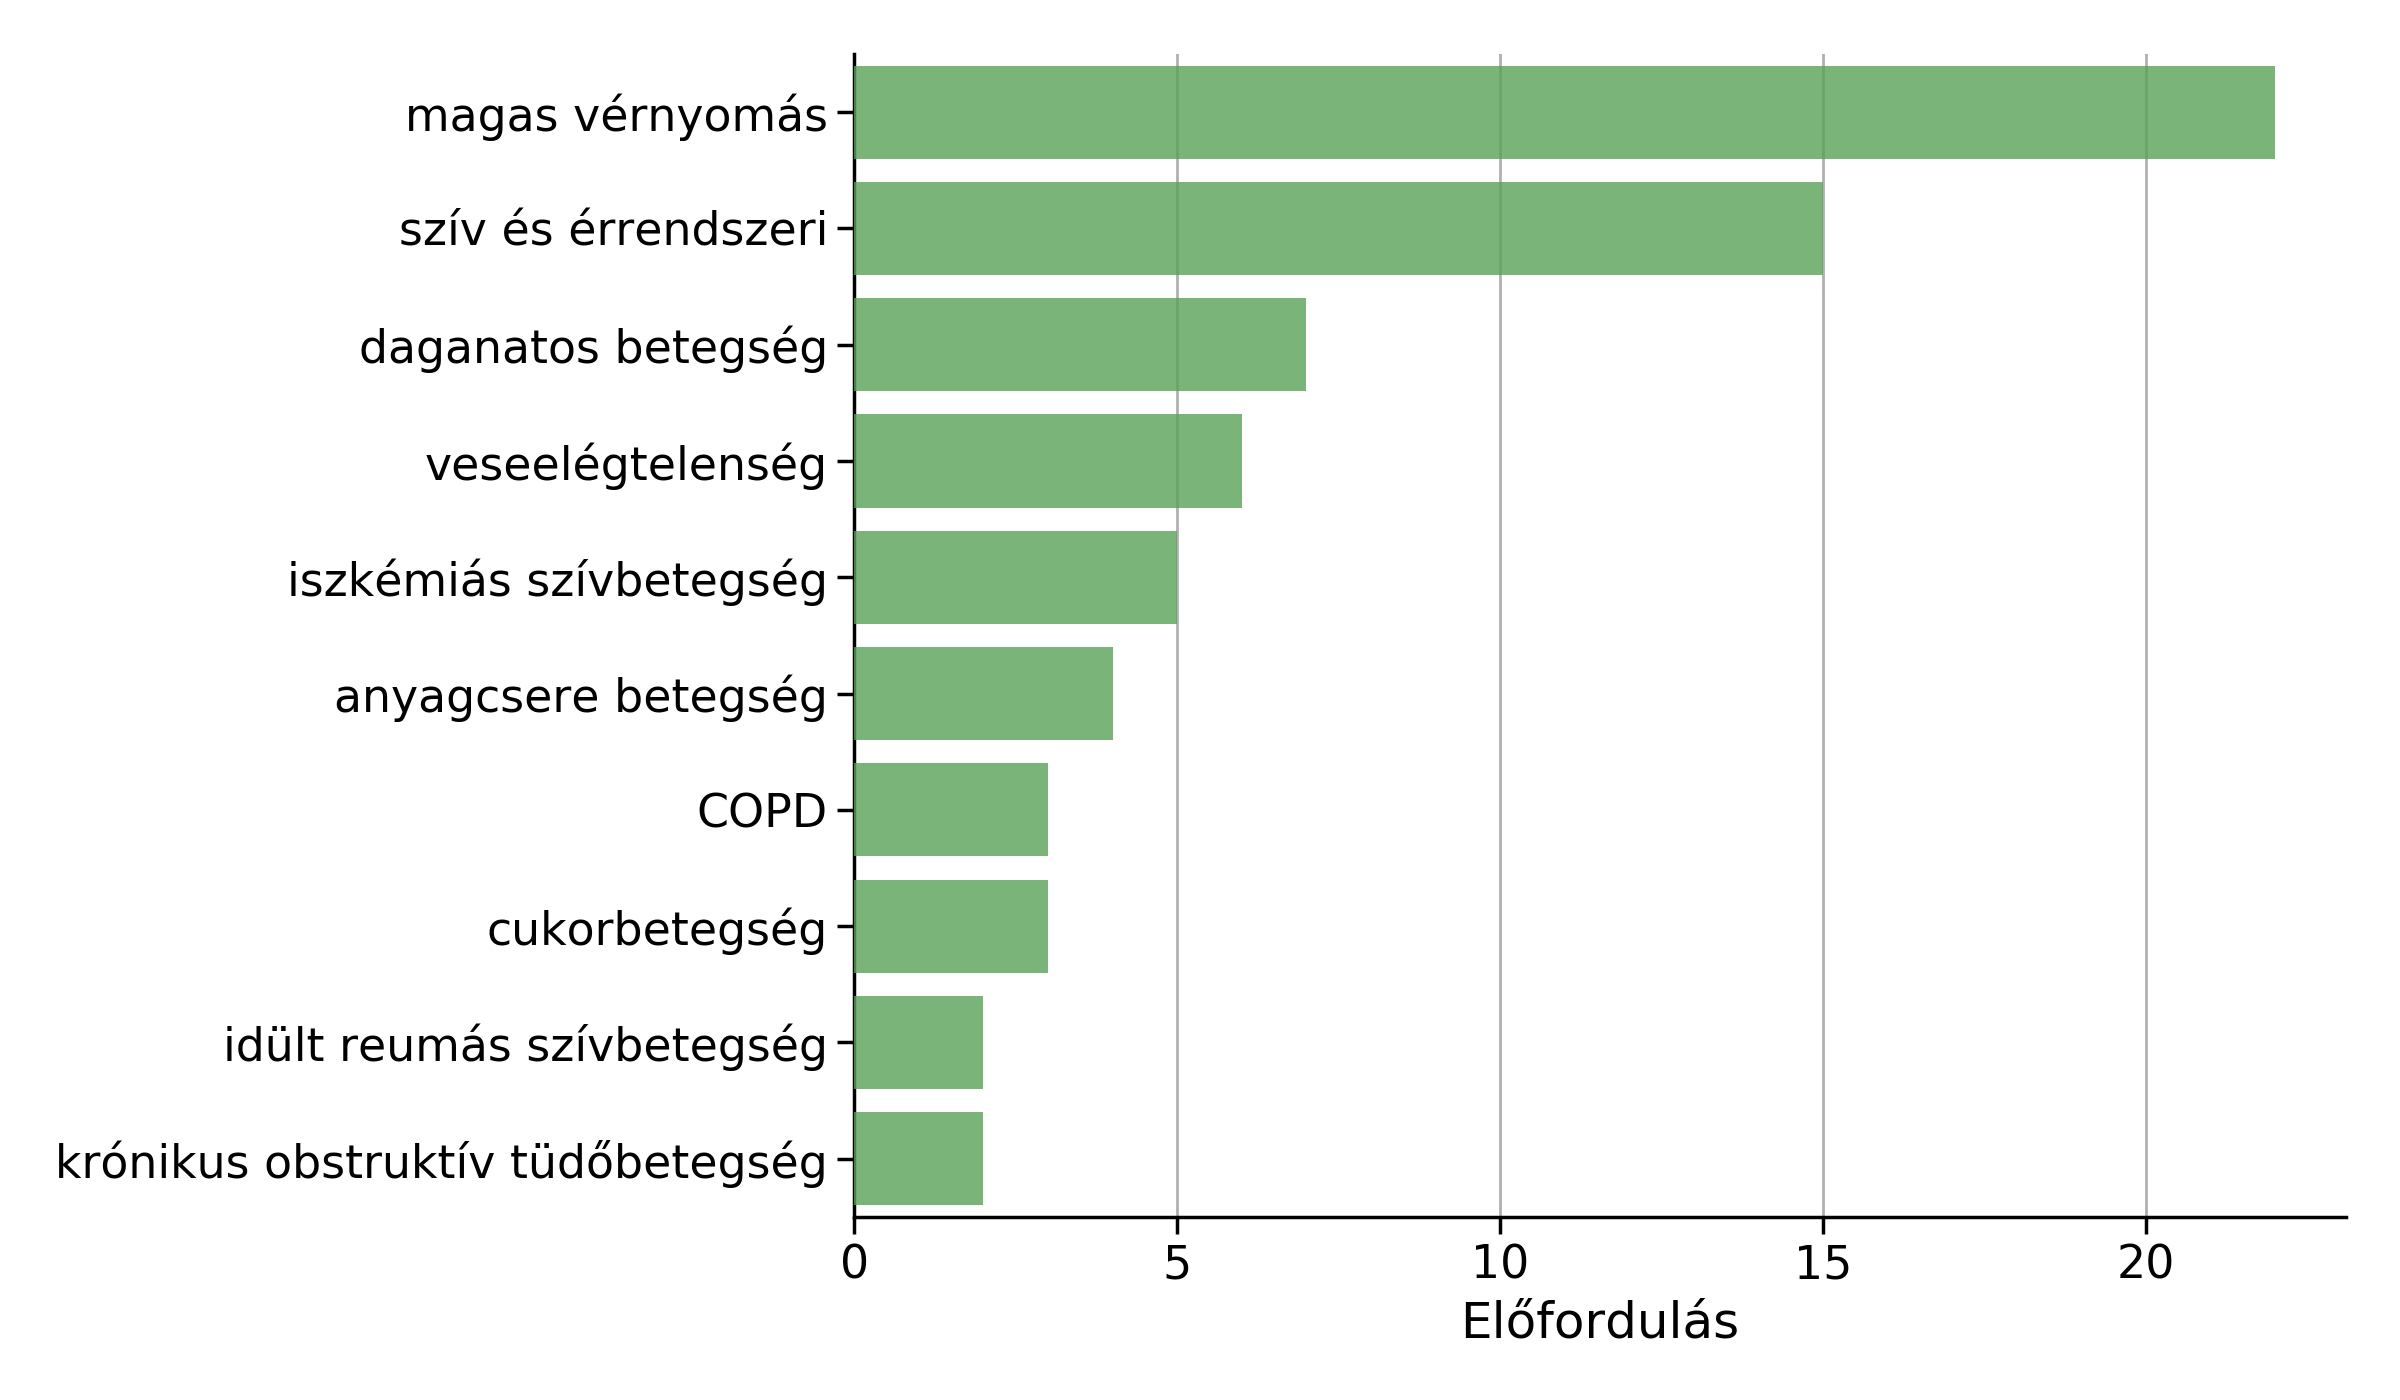 magas vérnyomás
szív és érrendszeri
daganatos betegség
veseelégtelenség
iszkémiás szívbetegség
anyagcsere betegség
COPD
cukorbetegség
idült reumás szívbetegség
krónikus obstruktív tüdőbetegség
0 5 10 15 20
Előfordulás